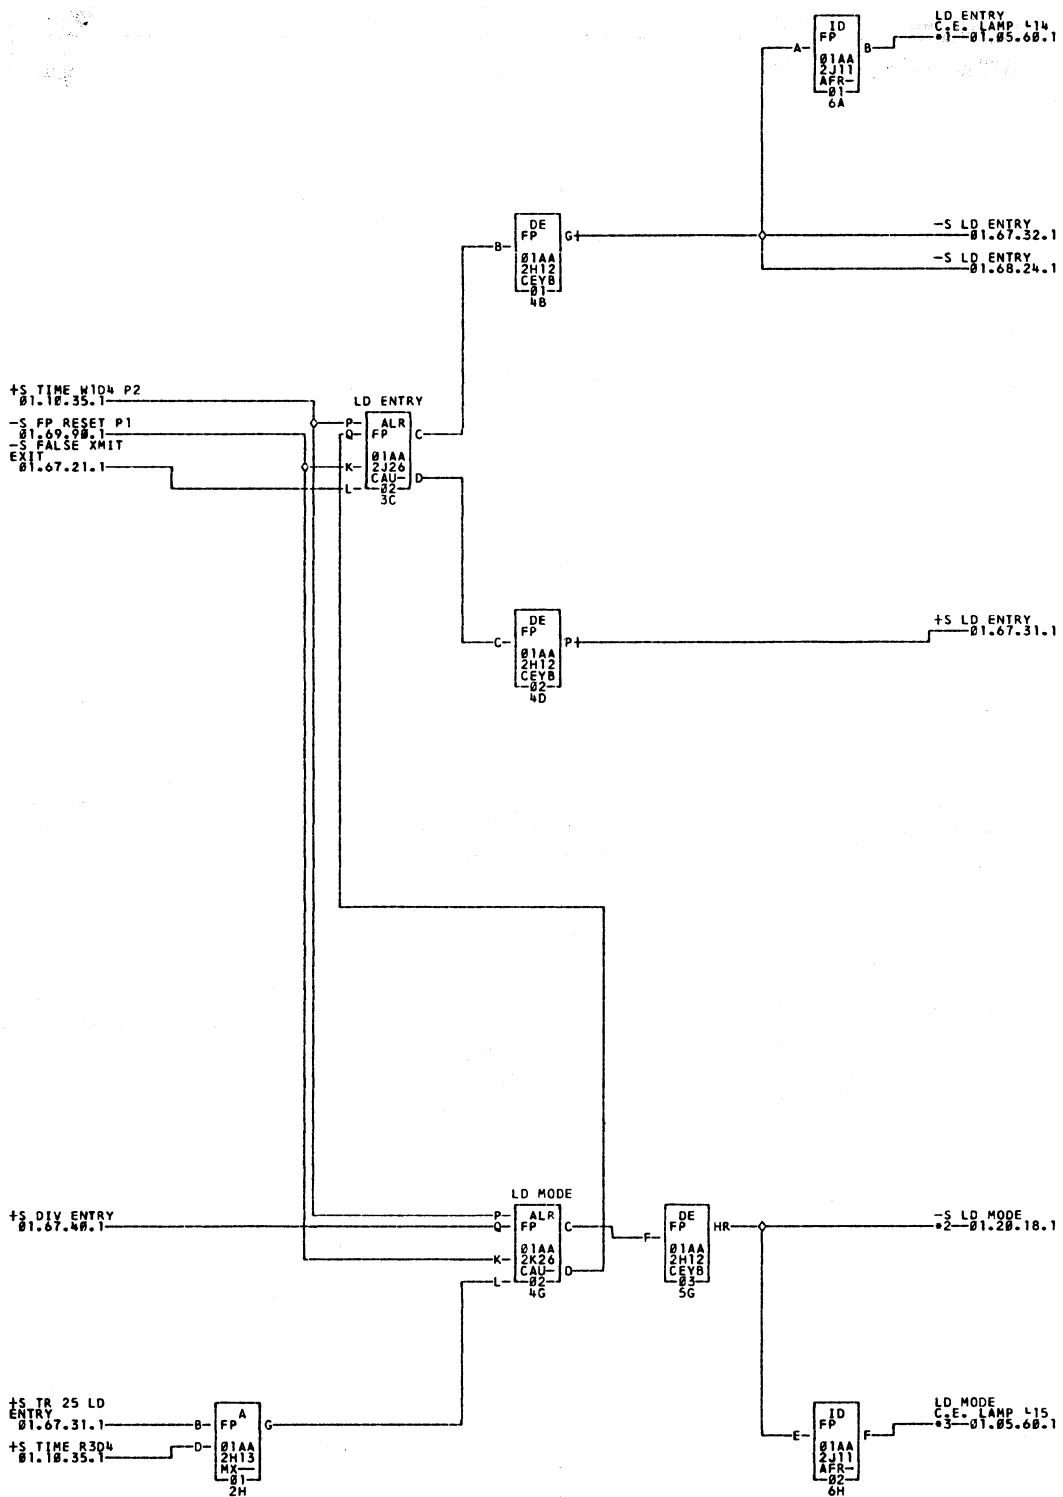 LD ENTRY
C.E. LAMP L14
*1 01.05.60.1
ID
A FP B
01AA
2J11
AFR-
01
6A
DE
B FP G
01AA
2H12
CEYB
01
4B
-S LD ENTRY
01.67.32.1
-S LD ENTRY
01.68.24.1
+S TIME W1D4 P2
01.10.35.1
-S FP RESET P1
01.69.90.1
-S FALSE XMIT
EXIT
01.67.21.1
LD ENTRY
P ALR
Q FP C
01AA
K 2J26
CAU- D
L 02
3C
DE
C FP P
01AA
2H12
CEYB
02
4D
+S LD ENTRY
01.67.31.1
LD MODE
+S DIV ENTRY
01.67.40.1
P ALR
Q FP C
01AA
K 2K26
CAU- D
L 02
4G
DE
F FP HR
01AA
2H12
CEYB
03
5G
-S LD MODE
*2 01.20.18.1
+S TR 25 LD
ENTRY
01.67.31.1
+S TIME R3D4
01.10.35.1
A
B FP G
D 01AA
2H13
MX
01
2H
ID
E FP F
01AA
2J11
AFR-
02
6H
LD MODE
C.E. LAMP L15
*3 01.05.60.1